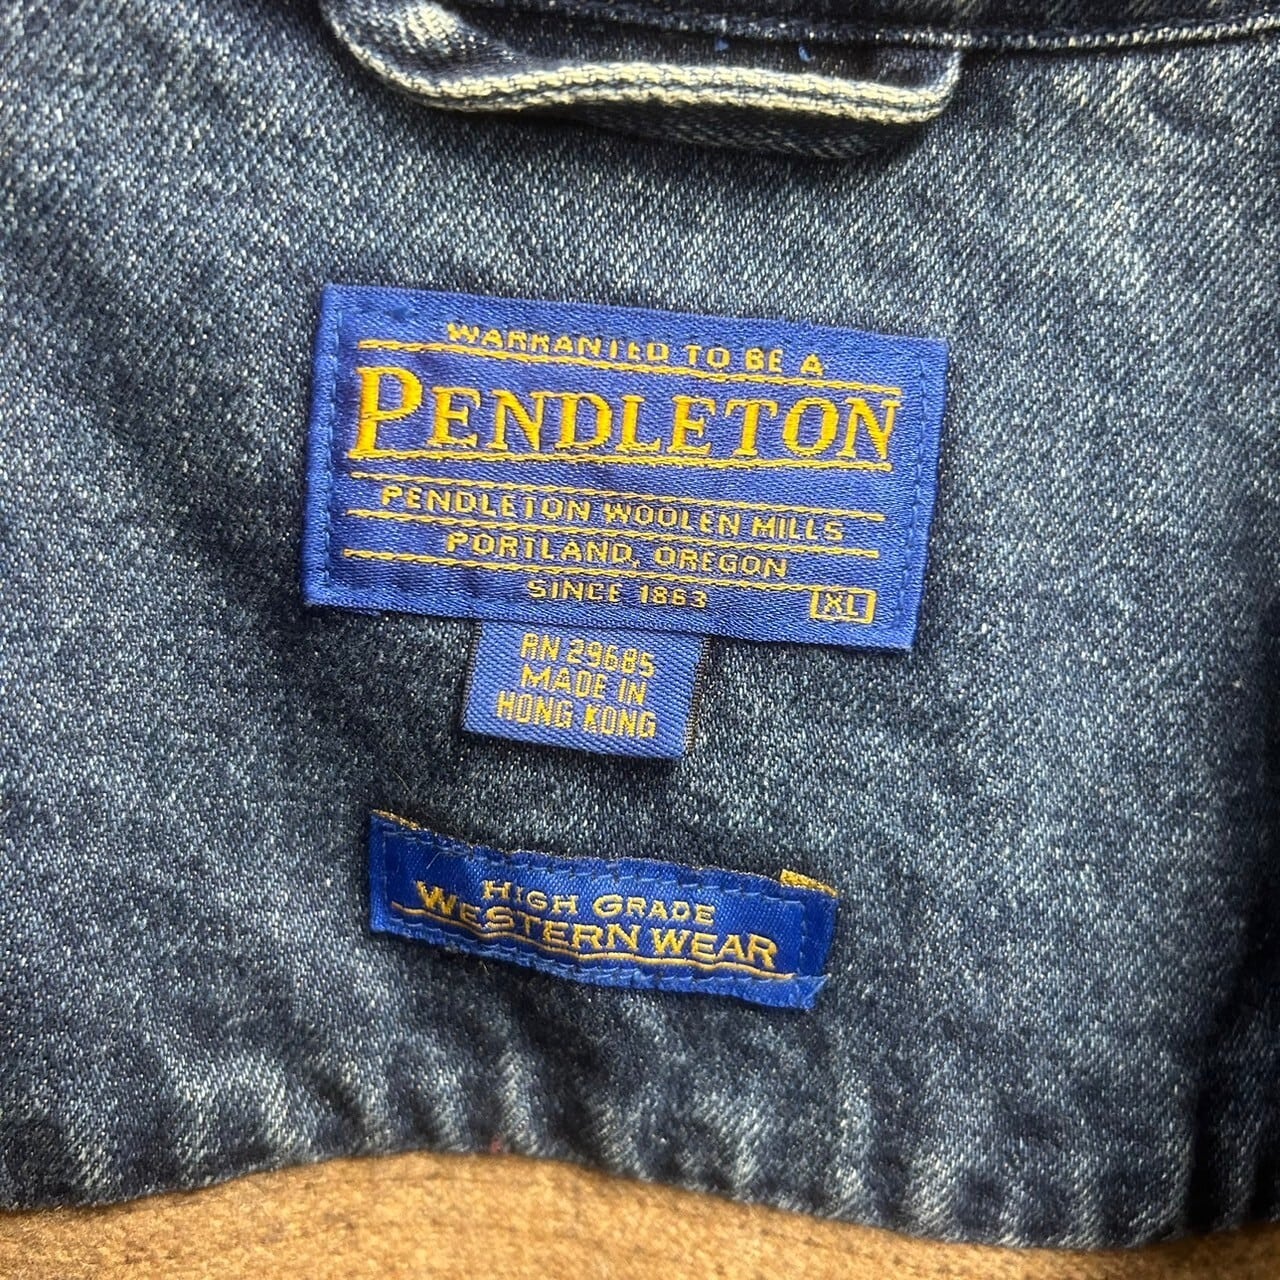 WARRANTED TO BE A
PENDLETON
PENDLETON WOOLEN MILLS
PORTLAND, OREGON
SINCE 1863
XL
RN 29685
MADE IN
HONG KONG
HIGH GRADE
WESTERN WEAR